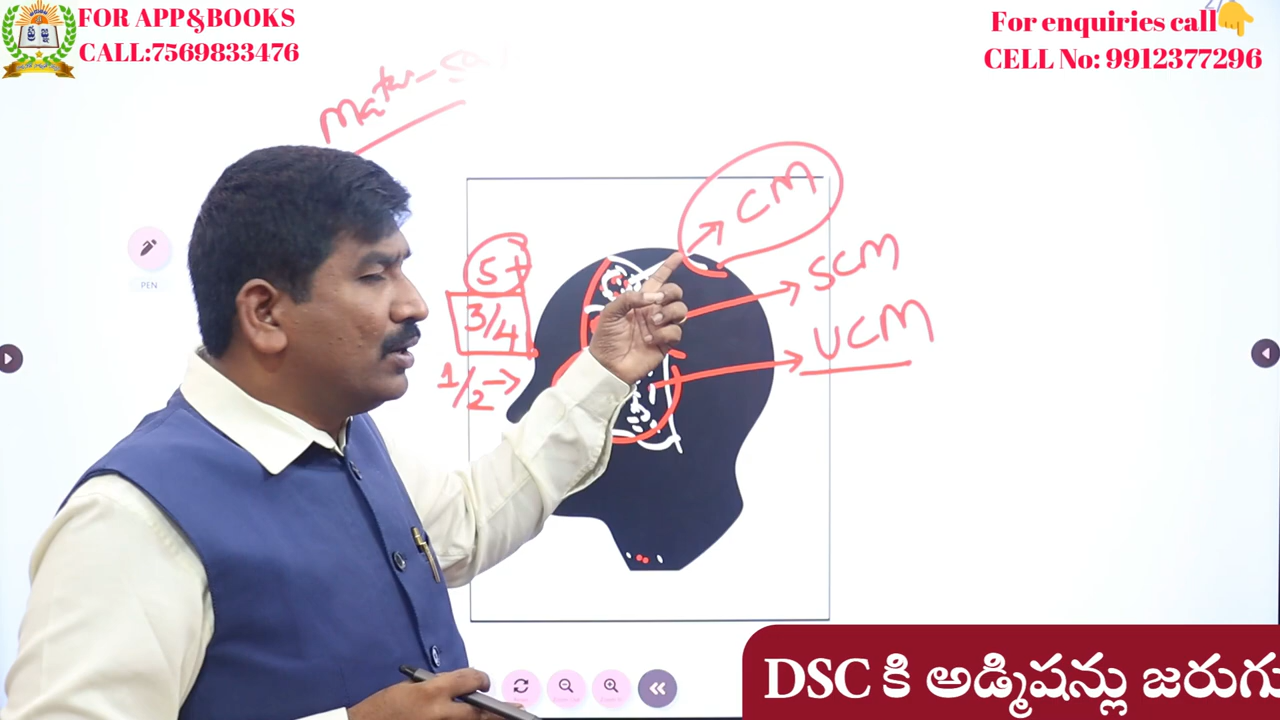 FOR APP&BOOKS
CALL:7569833476
For enquiries call
CELL No: 9912377296
CM
SCM
UCM
5+
3/4
1/2
PEN
DSC కి అడ్మిషన్లు జరుగు